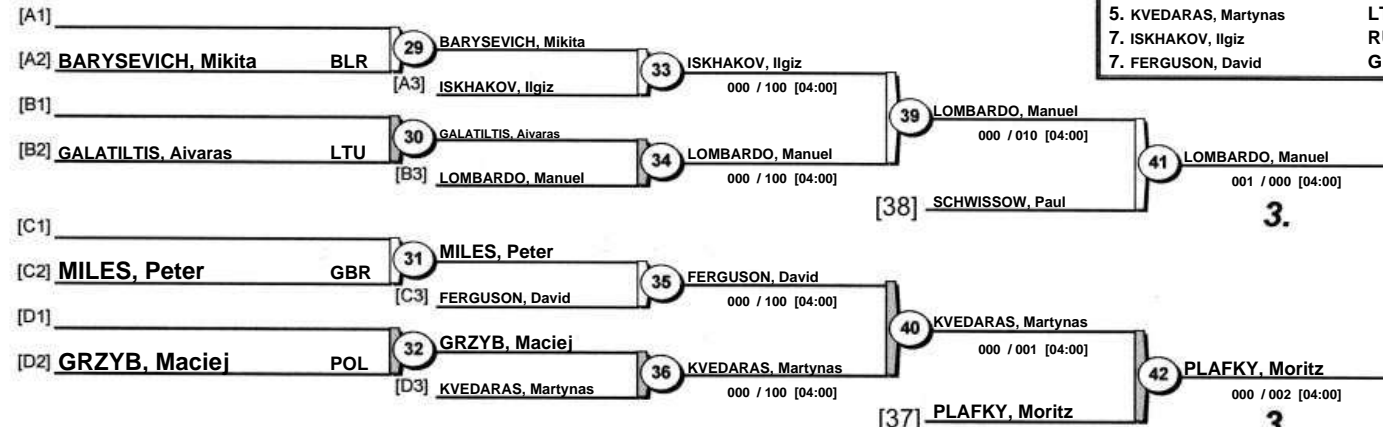 [A1]
[A2] BARYSEVICH, Mikita BLR
29
BARYSEVICH, Mikita
[A3] ISKHAKOV, Ilgiz
33
ISKHAKOV, Ilgiz
000 / 100 [04:00]
[B1]
[B2] GALATILTIS, Aivaras LTU
30
GALATILTIS, Aivaras
[B3] LOMBARDO, Manuel
34
LOMBARDO, Manuel
000 / 100 [04:00]
39
LOMBARDO, Manuel
000 / 010 [04:00]
[38] SCHWISSOW, Paul
41
LOMBARDO, Manuel
001 / 000 [04:00]
3.
[C1]
[C2] MILES, Peter GBR
31
MILES, Peter
[C3] FERGUSON, David
35
FERGUSON, David
000 / 100 [04:00]
[D1]
[D2] GRZYB, Maciej POL
32
GRZYB, Maciej
[D3] KVEDARAS, Martynas
36
KVEDARAS, Martynas
000 / 100 [04:00]
40
KVEDARAS, Martynas
000 / 001 [04:00]
[37] PLAFKY, Moritz
42
PLAFKY, Moritz
000 / 002 [04:00]
3.
5. KVEDARAS, Martynas
7. ISKHAKOV, Ilgiz
7. FERGUSON, David